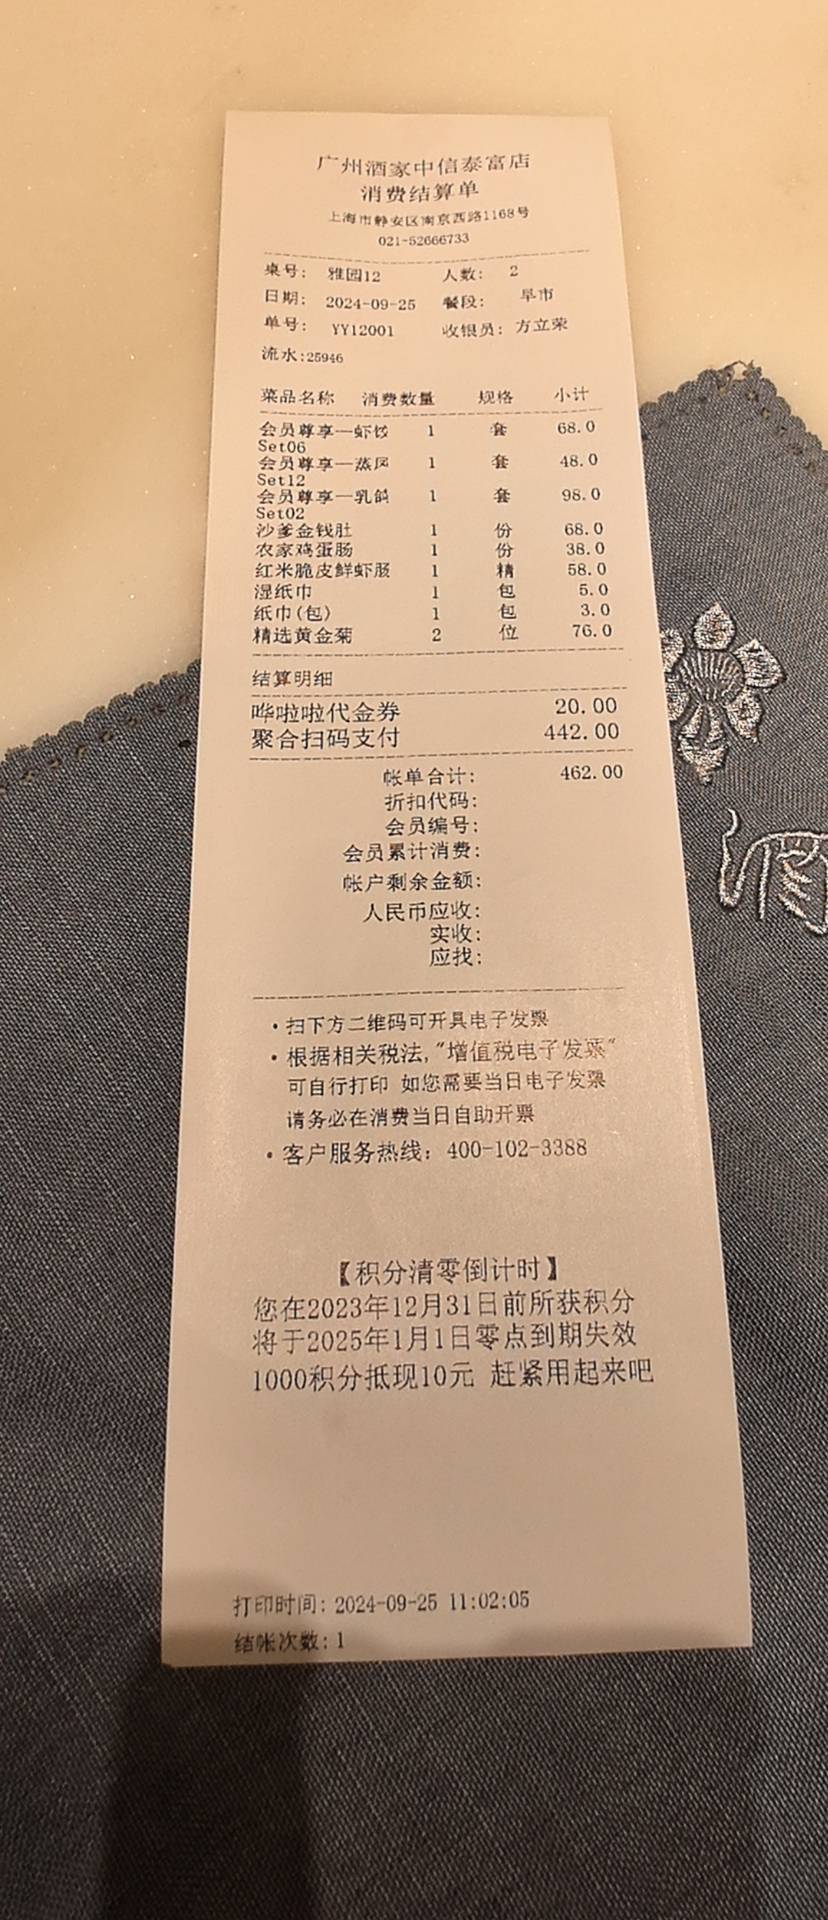 广州酒家中信泰富店
消费结算单
上海市静安区南京西路1168号
021-52666733
桌号: 雅园12 人数: 2
日期: 2024-09-25 餐段: 早市
单号: YY12001 收银员: 方立荣
流水:25946
菜品名称 消费数量 规格 小计
会员尊享—虾饺 1 套 68.0
Set06
会员尊享—蒸凤 1 套 48.0
Set12
会员尊享—乳鸽 1 套 98.0
Set02
沙爹金钱肚 1 份 68.0
农家鸡蛋肠 1 份 38.0
红米脆皮鲜虾肠 1 精 58.0
湿纸巾 1 包 5.0
纸巾(包) 1 包 3.0
精选黄金菊 2 位 76.0
结算明细
哗啦啦代金券 20.00
聚合扫码支付 442.00
帐单合计: 462.00
折扣代码:
会员编号:
会员累计消费:
帐户剩余金额:
人民币应收:
实收:
应找:
·扫下方二维码可开具电子发票
·根据相关税法,"增值税电子发票"
可自行打印 如您需要当日电子发票
请务必在消费当日自助开票
·客户服务热线: 400-102-3388
【积分清零倒计时】
您在2023年12月31日前所获积分
将于2025年1月1日零点到期失效
1000积分抵现10元 赶紧用起来吧
打印时间: 2024-09-25 11:02:05
结帐次数: 1
酒